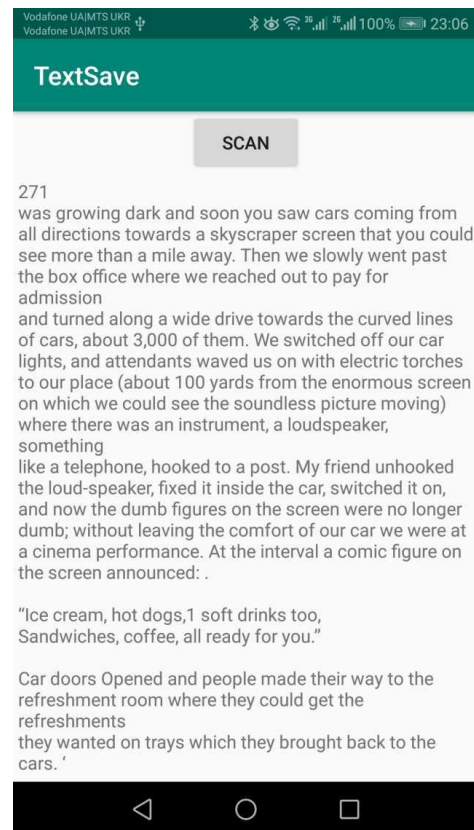 Vodafone UA|MTS UKR
Vodafone UA|MTS UKR
3G 2G 100% 23:06
TextSave
SCAN
271
was growing dark and soon you saw cars coming from
all directions towards a skyscraper screen that you could
see more than a mile away. Then we slowly went past
the box office where we reached out to pay for
admission
and turned along a wide drive towards the curved lines
of cars, about 3,000 of them. We switched off our car
lights, and attendants waved us on with electric torches
to our place (about 100 yards from the enormous screen
on which we could see the soundless picture moving)
where there was an instrument, a loudspeaker,
something
like a telephone, hooked to a post. My friend unhooked
the loud-speaker, fixed it inside the car, switched it on,
and now the dumb figures on the screen were no longer
dumb; without leaving the comfort of our car we were at
a cinema performance. At the interval a comic figure on
the screen announced: .
“Ice cream, hot dogs,1 soft drinks too,
Sandwiches, coffee, all ready for you.”
Car doors Opened and people made their way to the
refreshment room where they could get the
refreshments
they wanted on trays which they brought back to the
cars. ‘